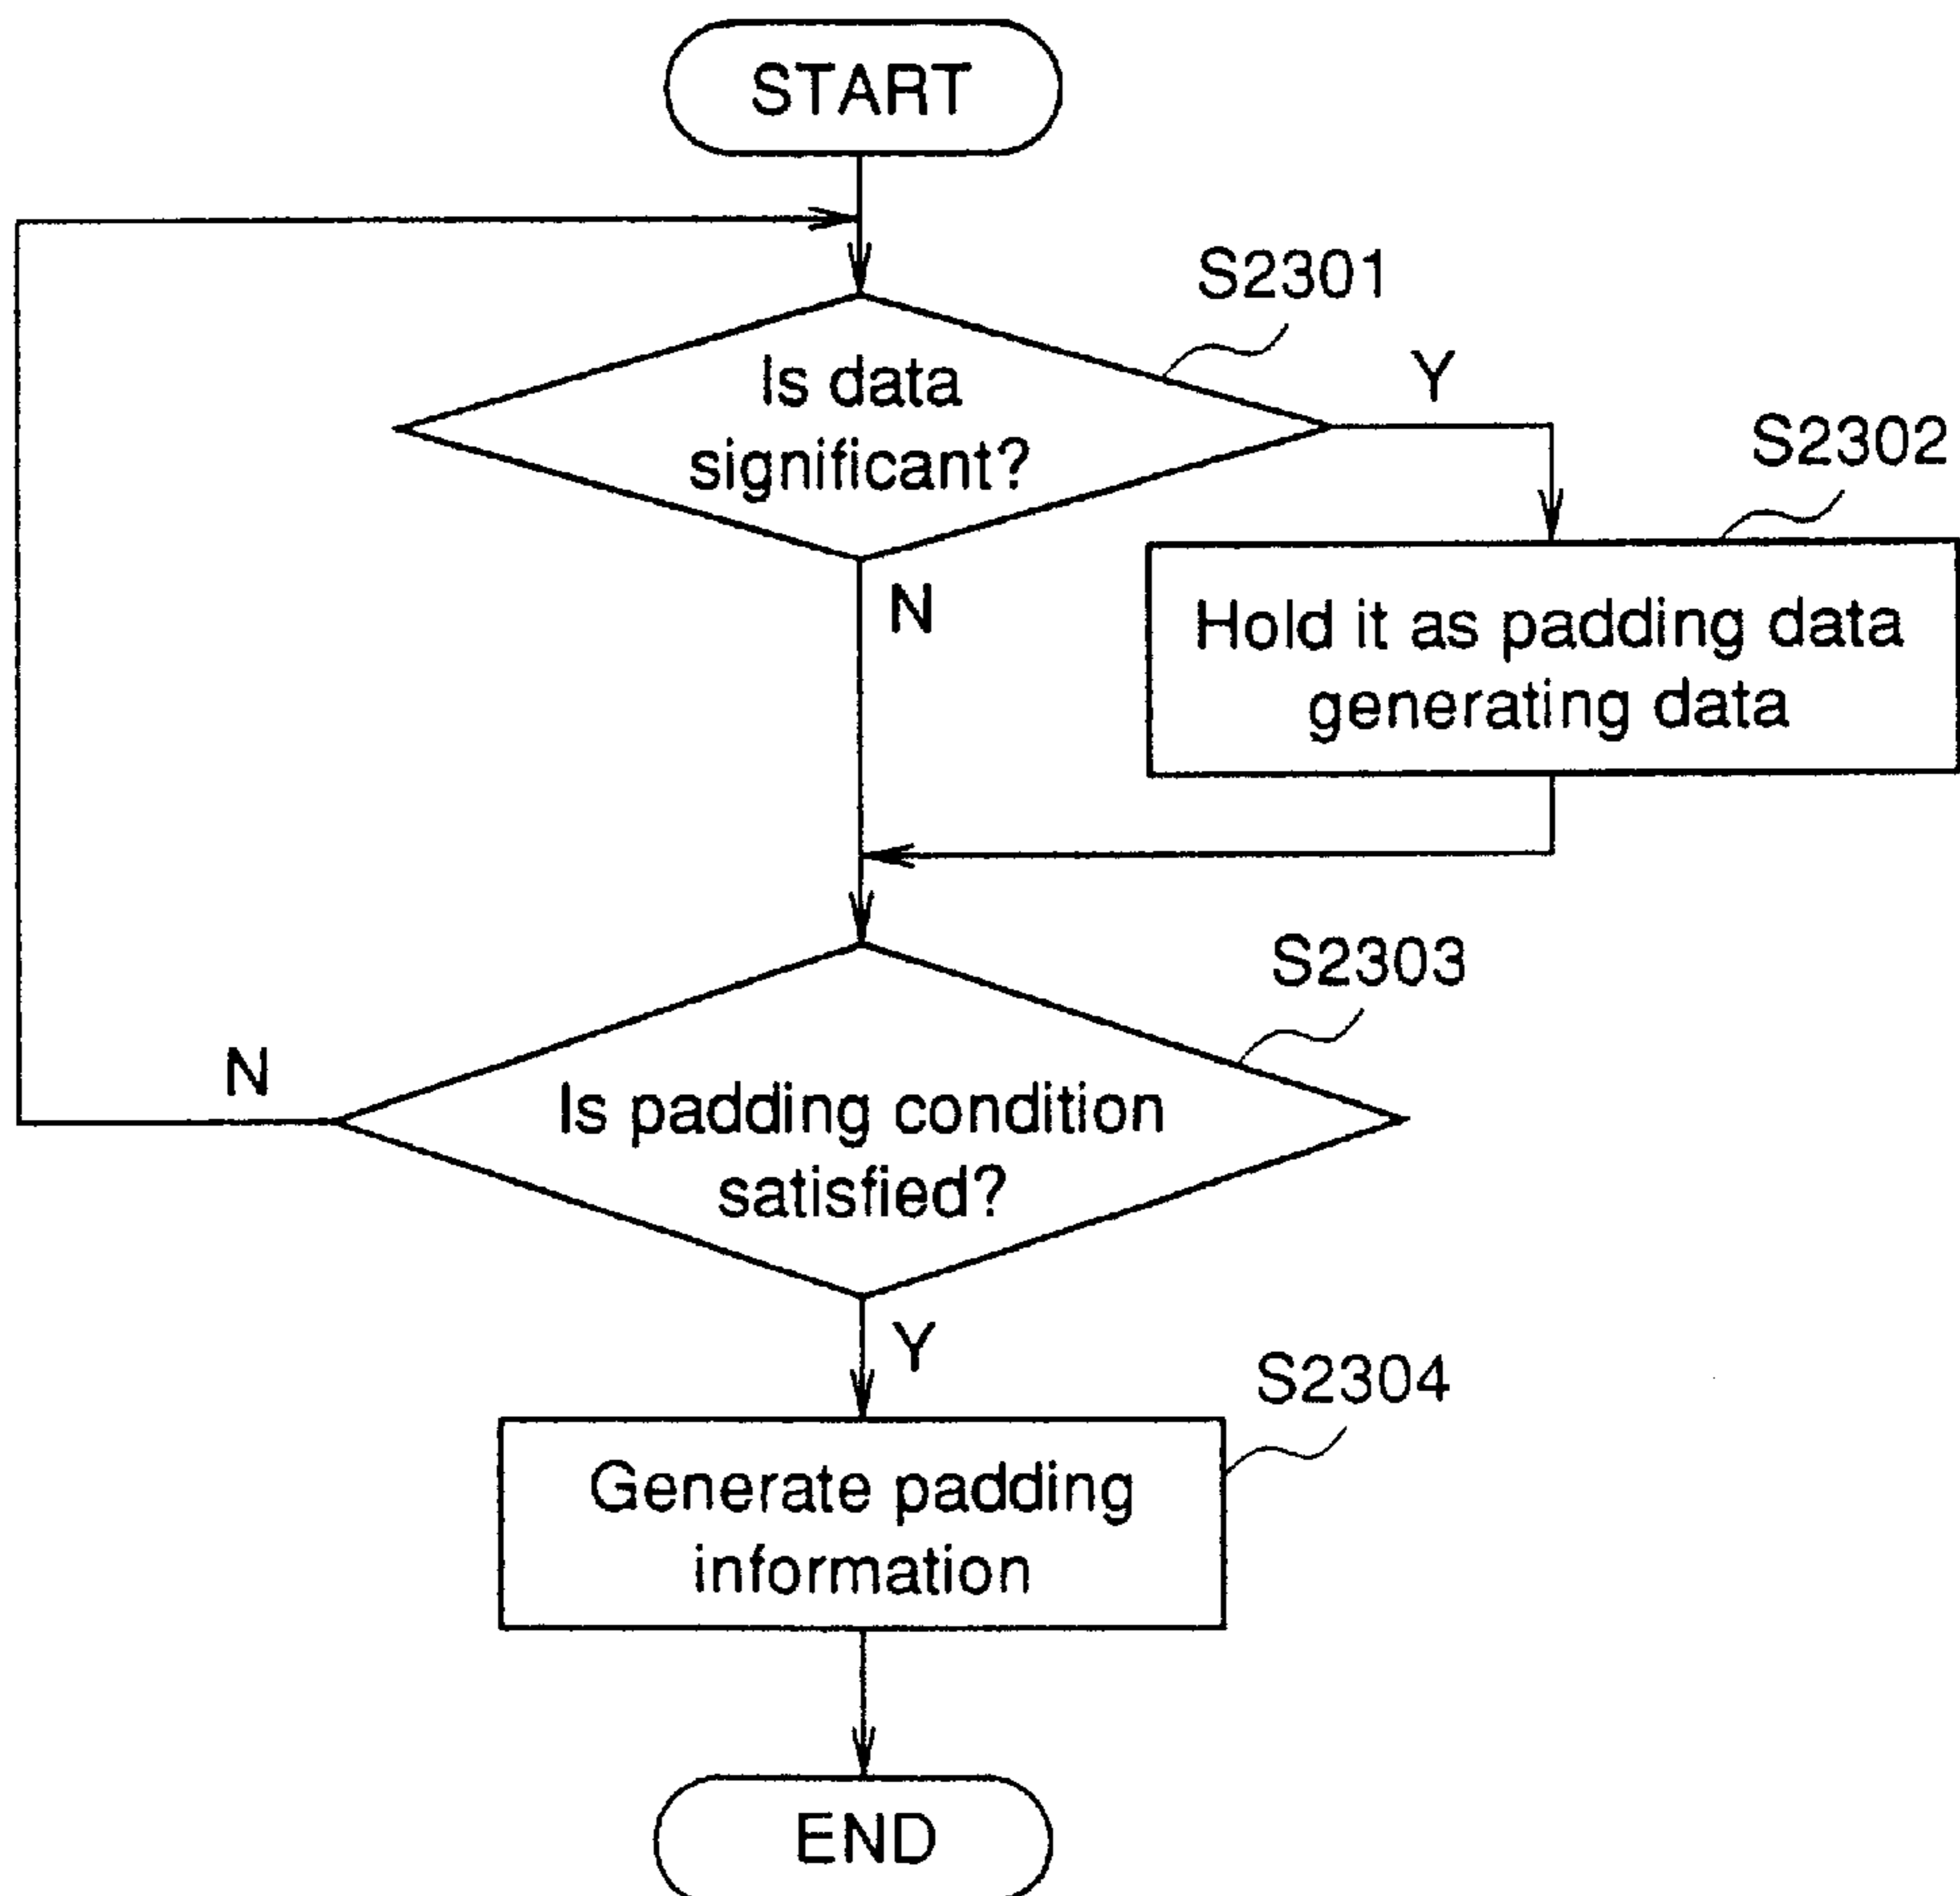 START
S2301
Is data
significant?
Y
S2302
N
Hold it as padding data
generating data
S2303
N
Is padding condition
satisfied?
Y
S2304
Generate padding
information
END